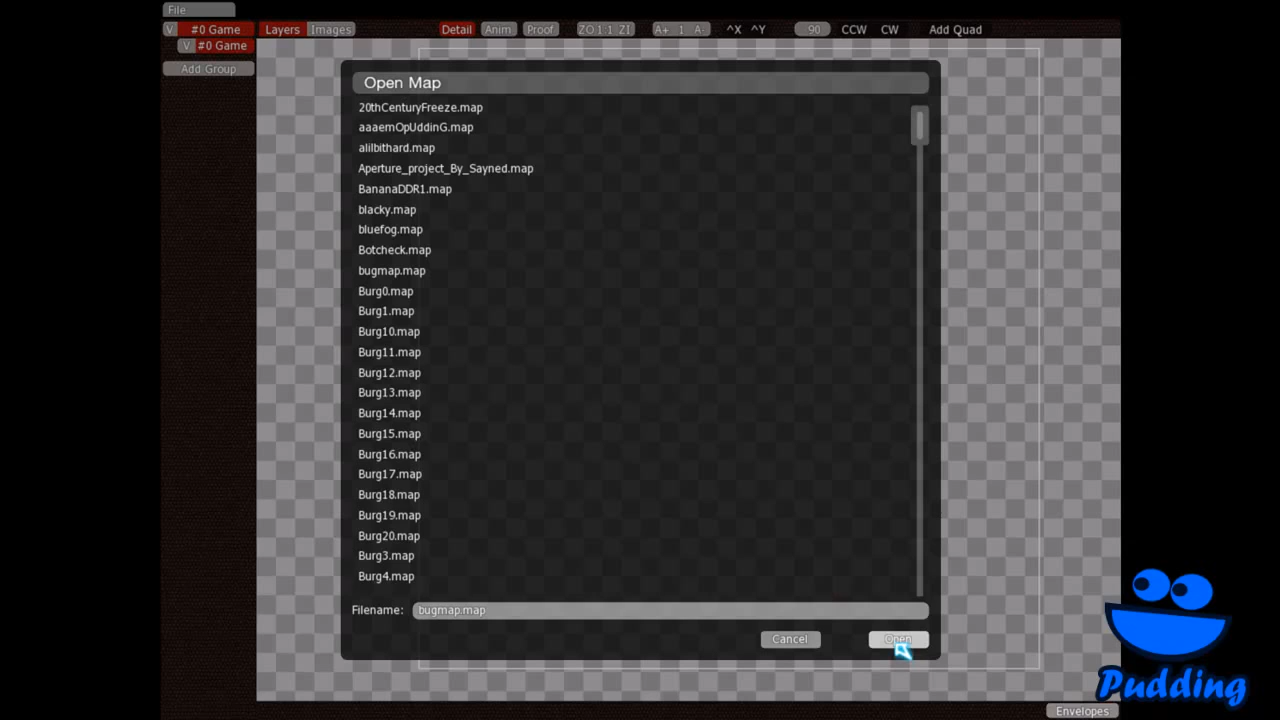 File
V #0 Game Layers Images Detail Anim Proof ZO 1:1 ZI A+ 1 A- ^X ^Y 90 CCW CW Add Quad
V #0 Game
Add Group
Open Map
20thCenturyFreeze.map
aaaemOpUddinG.map
alilbithard.map
Aperture_project_By_Sayned.map
BananaDDR1.map
blacky.map
bluefog.map
Botcheck.map
bugmap.map
Burg0.map
Burg1.map
Burg10.map
Burg11.map
Burg12.map
Burg13.map
Burg14.map
Burg15.map
Burg16.map
Burg17.map
Burg18.map
Burg19.map
Burg20.map
Burg3.map
Burg4.map
Filename: bugmap.map
Cancel Open
Pudding
Envelopes